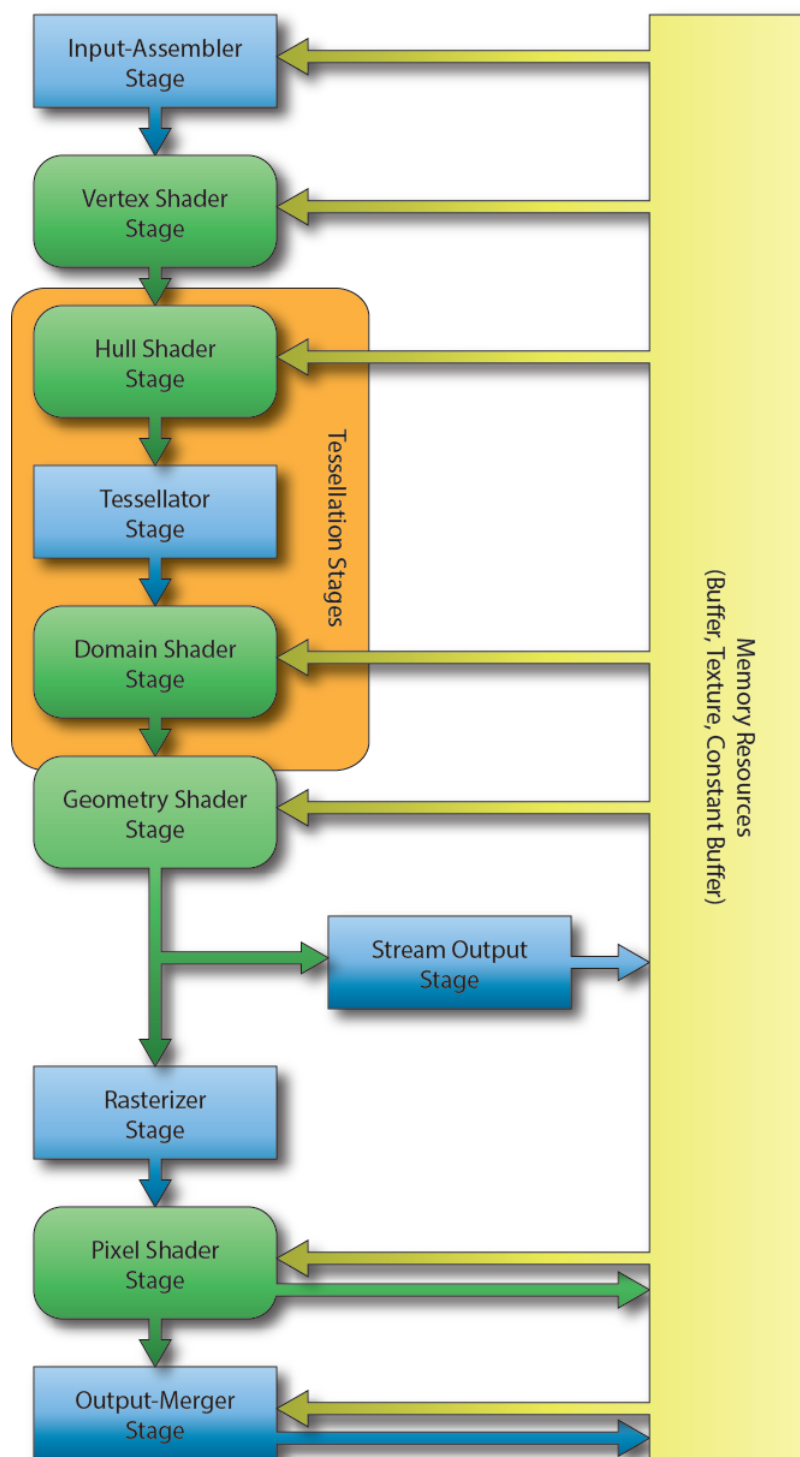 Input-Assembler
Stage
Vertex Shader
Stage
Hull Shader
Stage
Tessellator
Stage
Domain Shader
Stage
Tessellation Stages
Geometry Shader
Stage
Stream Output
Stage
Rasterizer
Stage
Pixel Shader
Stage
Output-Merger
Stage
Memory Resources
(Buffer, Texture, Constant Buffer)